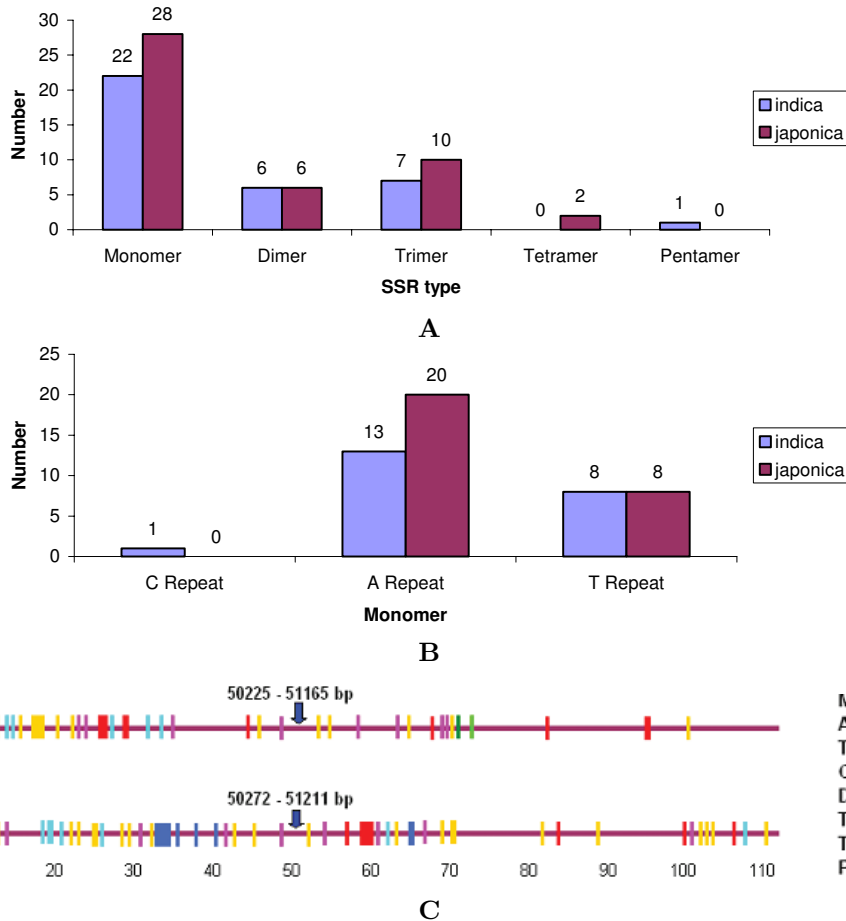 30
25
20
15
10
5
0
Number
22
28
6
6
7
10
0
2
1
0
Monomer
Dimer
Trimer
Tetramer
Pentamer
SSR type
indica
japonica
A
25
20
15
10
5
0
Number
1
0
13
20
8
8
C Repeat
A Repeat
T Repeat
Monomer
indica
japonica
B
50225 - 51165 bp
50272 - 51211 bp
20 30 40 50 60 70 80 90 100 110
C